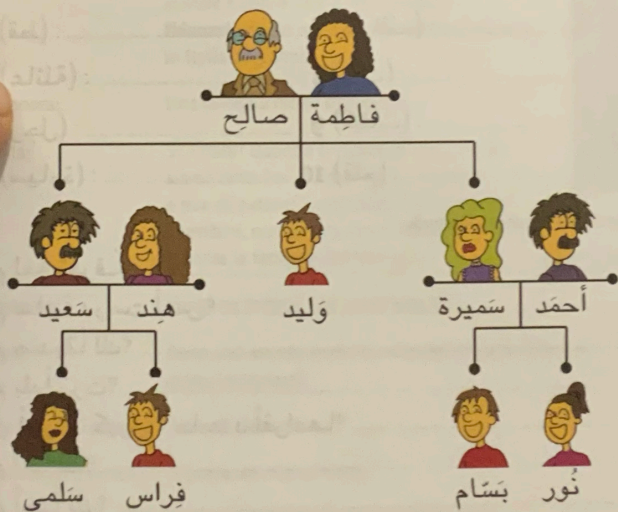 فاطِمة صالِح
أحمَد سَميرة وَليد هِند سَعيد
نُور بَسّام فِراس سَلمى